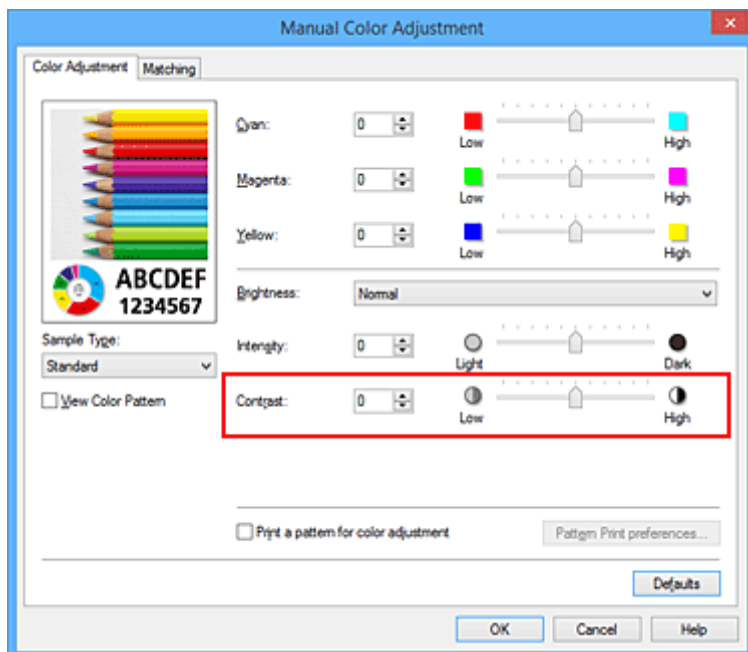 Manual Color Adjustment
Color Adjustment
Matching
Cyan:
0
Low
High
Magenta:
0
Low
High
Yellow:
0
Low
High
ABCDEF
1234567
Sample Type:
Standard
View Color Pattern
Brightness:
Normal
Intensity:
0
Light
Dark
Contrast:
0
Low
High
Print a pattern for color adjustment
Pattern Print preferences...
Defaults
OK
Cancel
Help